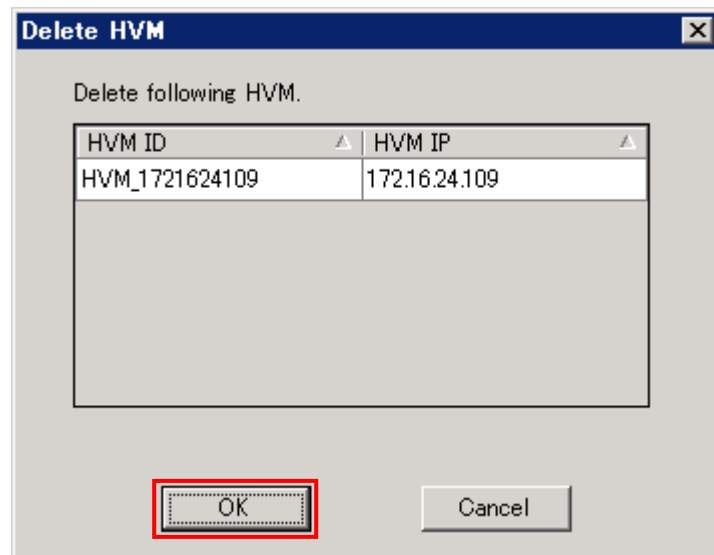 Delete HVM
Delete following HVM.
HVM ID HVM IP
HVM_1721624109 172.16.24.109
OK Cancel